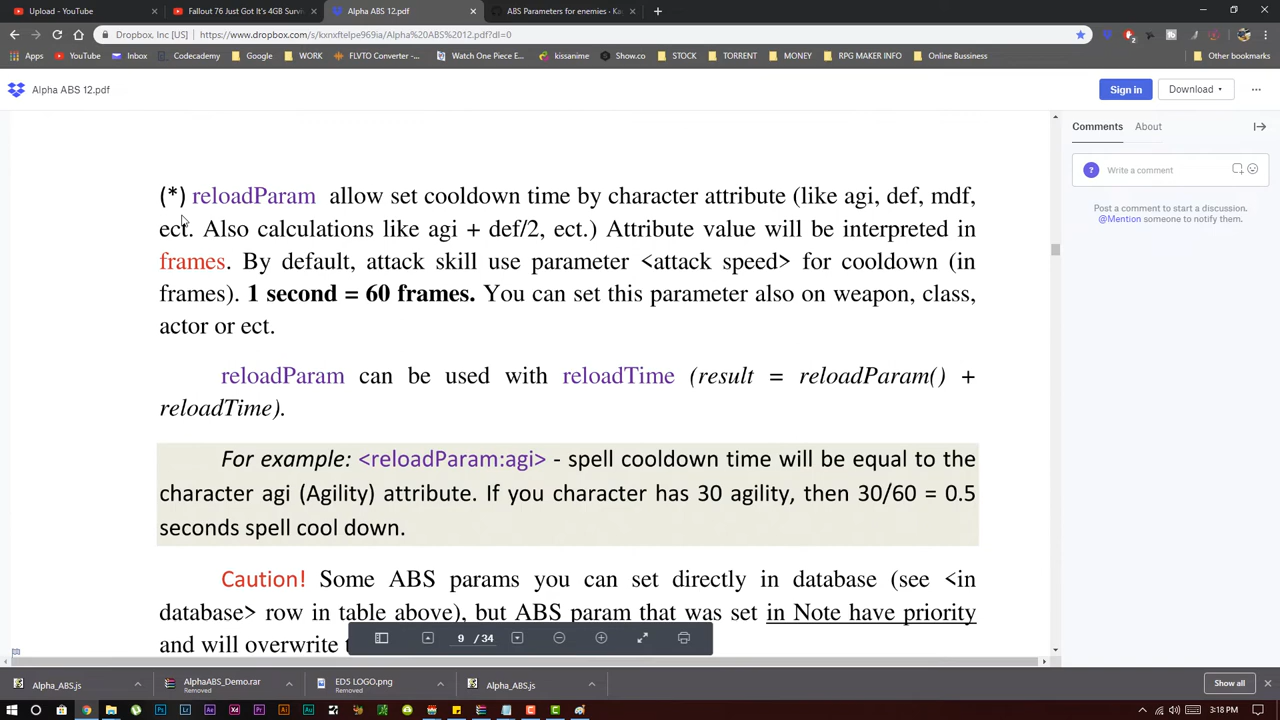 Upload - YouTube
Fallout 76 Just Got It's 4GB Surviv
Alpha ABS 12.pdf
ABS Parameters for enemies · Kag
Dropbox, Inc [US] https://www.dropbox.com/s/kxnxftelpe969ia/Alpha%20ABS%2012.pdf?dl=0
Apps YouTube Inbox Codecademy Google WORK FLVTO Converter -... Watch One Piece E... kissanime Show.co STOCK TORRENT MONEY RPG MAKER INFO Online Bussiness Other bookmarks
Alpha ABS 12.pdf
Sign in
Download
Comments About
Write a comment
Post a comment to start a discussion.
@Mention someone to notify them.
(*) reloadParam allow set cooldown time by character attribute (like agi, def, mdf,
ect. Also calculations like agi + def/2, ect.) Attribute value will be interpreted in
frames. By default, attack skill use parameter <attack speed> for cooldown (in
frames). 1 second = 60 frames. You can set this parameter also on weapon, class,
actor or ect.
reloadParam can be used with reloadTime (result = reloadParam() +
reloadTime).
For example: <reloadParam:agi> - spell cooldown time will be equal to the
character agi (Agility) attribute. If you character has 30 agility, then 30/60 = 0.5
seconds spell cool down.
Caution! Some ABS params you can set directly in database (see <in
database> row in table above), but ABS param that was set in Note have priority
and will overwrite
9 / 34
Alpha_ABS.js
AlphaABS_Demo.rar
Removed
ED5 LOGO.png
Removed
Alpha_ABS.js
Show all
3:18 PM